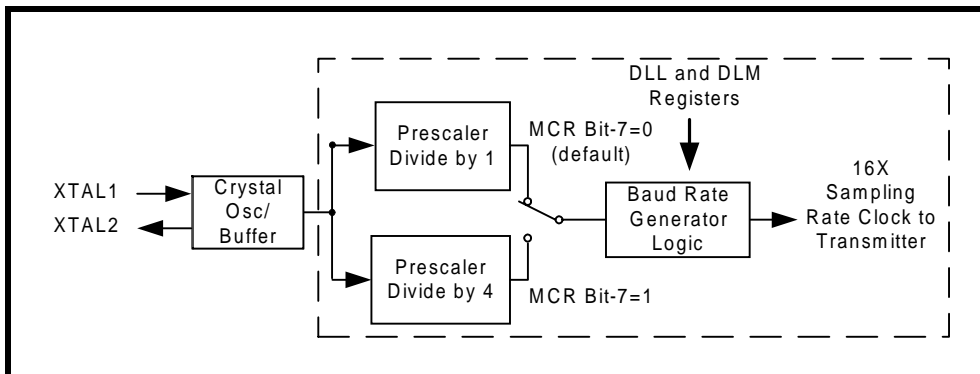 DLL and DLM
Registers
Prescaler
Divide by 1
MCR Bit-7=0
(default)
XTAL1
XTAL2
Crystal
Osc/
Buffer
Baud Rate
Generator
Logic
16X
Sampling
Rate Clock to
Transmitter
Prescaler
Divide by 4
MCR Bit-7=1